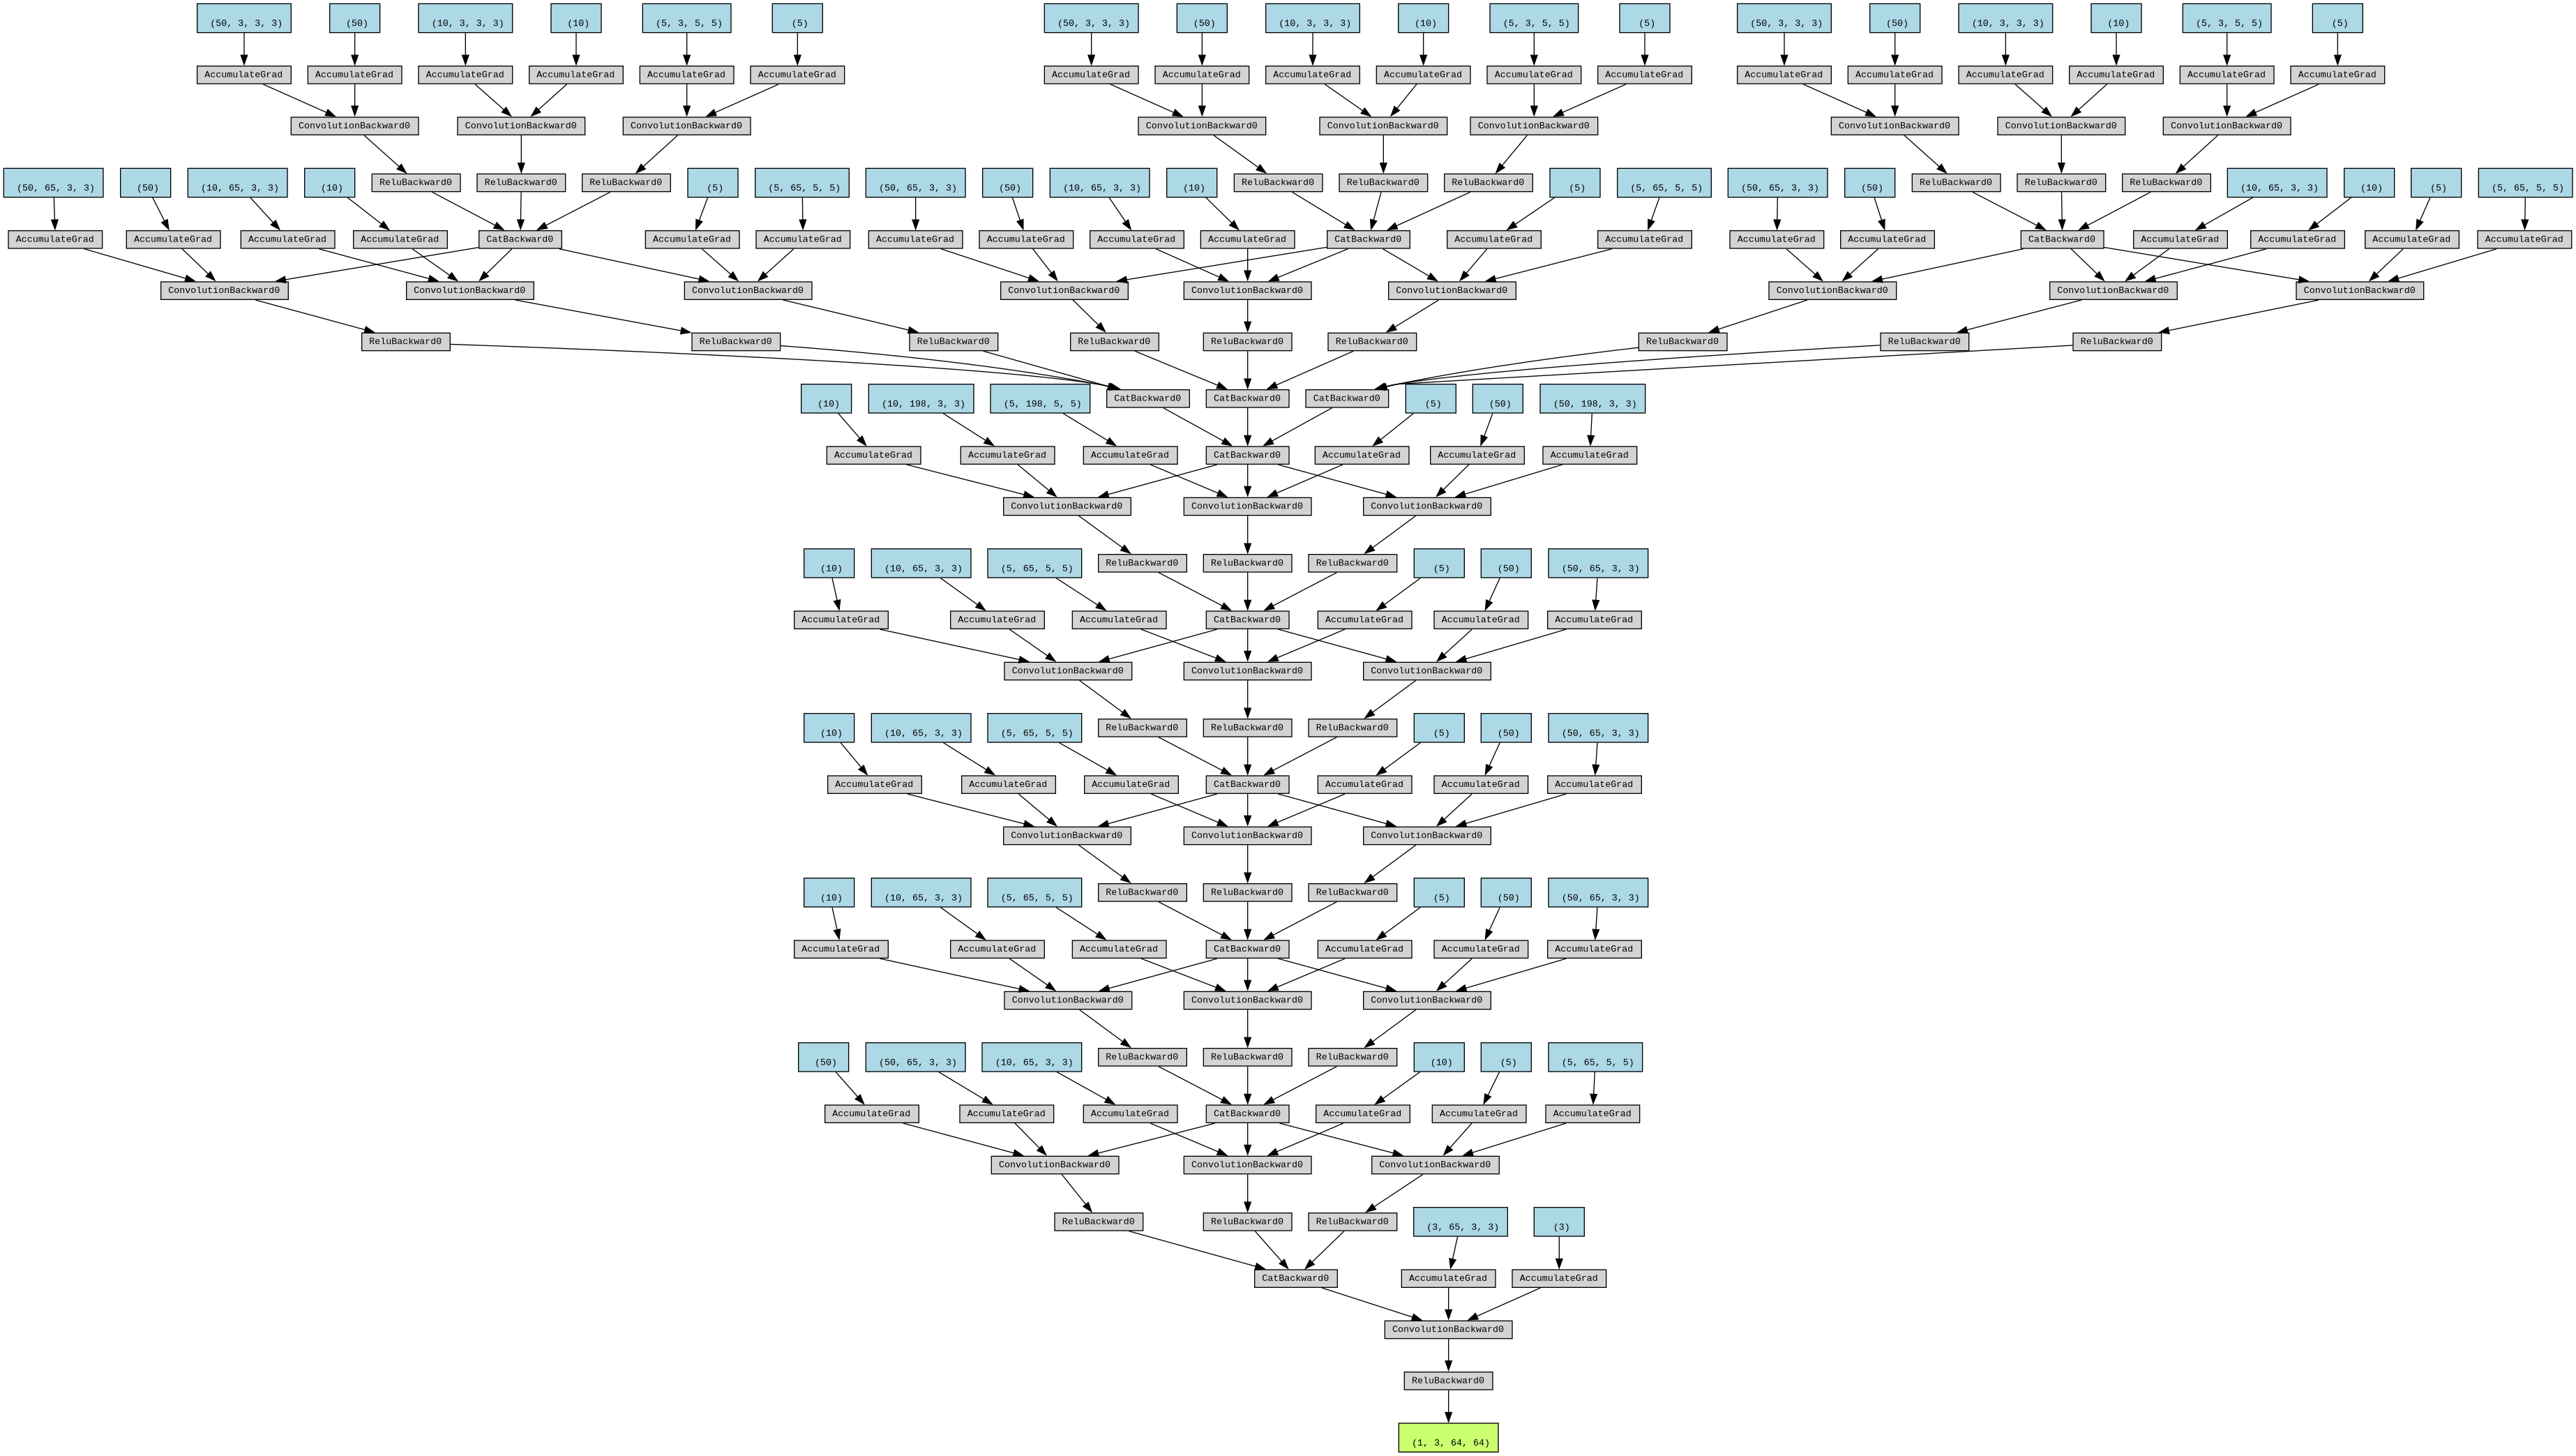 (50, 3, 3, 3) (50) (10, 3, 3, 3) (10) (5, 3, 5, 5) (5) (50, 3, 3, 3) (50) (10, 3, 3, 3) (10) (5, 3, 5, 5) (5) (50, 3, 3, 3) (50) (10, 3, 3, 3) (10) (5, 3, 5, 5) (5)
AccumulateGrad AccumulateGrad AccumulateGrad AccumulateGrad AccumulateGrad AccumulateGrad AccumulateGrad AccumulateGrad AccumulateGrad AccumulateGrad AccumulateGrad AccumulateGrad AccumulateGrad AccumulateGrad AccumulateGrad AccumulateGrad AccumulateGrad AccumulateGrad
ConvolutionBackward0 ConvolutionBackward0 ConvolutionBackward0 ConvolutionBackward0 ConvolutionBackward0 ConvolutionBackward0 ConvolutionBackward0 ConvolutionBackward0 ConvolutionBackward0
(50, 65, 3, 3) (50) (10, 65, 3, 3) (10) ReluBackward0 ReluBackward0 ReluBackward0 (5) (5, 65, 5, 5) (50, 65, 3, 3) (50) (10, 65, 3, 3) (10) ReluBackward0 ReluBackward0 ReluBackward0 (5) (5, 65, 5, 5) (50, 65, 3, 3) (50) ReluBackward0 ReluBackward0 ReluBackward0 (10, 65, 3, 3) (10) (5) (5, 65, 5, 5)
AccumulateGrad AccumulateGrad AccumulateGrad AccumulateGrad CatBackward0 AccumulateGrad AccumulateGrad AccumulateGrad AccumulateGrad AccumulateGrad AccumulateGrad CatBackward0 AccumulateGrad AccumulateGrad AccumulateGrad AccumulateGrad CatBackward0 AccumulateGrad AccumulateGrad AccumulateGrad AccumulateGrad
ConvolutionBackward0 ConvolutionBackward0 ConvolutionBackward0 ConvolutionBackward0 ConvolutionBackward0 ConvolutionBackward0 ConvolutionBackward0 ConvolutionBackward0 ConvolutionBackward0
ReluBackward0 ReluBackward0 ReluBackward0 ReluBackward0 ReluBackward0 ReluBackward0 ReluBackward0 ReluBackward0 ReluBackward0
(10) (10, 198, 3, 3) (5, 198, 5, 5) CatBackward0 CatBackward0 CatBackward0 (5) (50) (50, 198, 3, 3)
AccumulateGrad AccumulateGrad AccumulateGrad CatBackward0 AccumulateGrad AccumulateGrad AccumulateGrad
ConvolutionBackward0 ConvolutionBackward0 ConvolutionBackward0
(10) (10, 65, 3, 3) (5, 65, 5, 5) ReluBackward0 ReluBackward0 ReluBackward0 (5) (50) (50, 65, 3, 3)
AccumulateGrad AccumulateGrad AccumulateGrad CatBackward0 AccumulateGrad AccumulateGrad AccumulateGrad
ConvolutionBackward0 ConvolutionBackward0 ConvolutionBackward0
(10) (10, 65, 3, 3) (5, 65, 5, 5) ReluBackward0 ReluBackward0 ReluBackward0 (5) (50) (50, 65, 3, 3)
AccumulateGrad AccumulateGrad AccumulateGrad CatBackward0 AccumulateGrad AccumulateGrad AccumulateGrad
ConvolutionBackward0 ConvolutionBackward0 ConvolutionBackward0
(10) (10, 65, 3, 3) (5, 65, 5, 5) ReluBackward0 ReluBackward0 ReluBackward0 (5) (50) (50, 65, 3, 3)
AccumulateGrad AccumulateGrad AccumulateGrad CatBackward0 AccumulateGrad AccumulateGrad AccumulateGrad
ConvolutionBackward0 ConvolutionBackward0 ConvolutionBackward0
(50) (50, 65, 3, 3) (10, 65, 3, 3) ReluBackward0 ReluBackward0 ReluBackward0 (10) (5) (5, 65, 5, 5)
AccumulateGrad AccumulateGrad AccumulateGrad CatBackward0 AccumulateGrad AccumulateGrad AccumulateGrad
ConvolutionBackward0 ConvolutionBackward0 ConvolutionBackward0
ReluBackward0 ReluBackward0 ReluBackward0 (3, 65, 3, 3) (3)
CatBackward0 AccumulateGrad AccumulateGrad
ConvolutionBackward0
ReluBackward0
(1, 3, 64, 64)